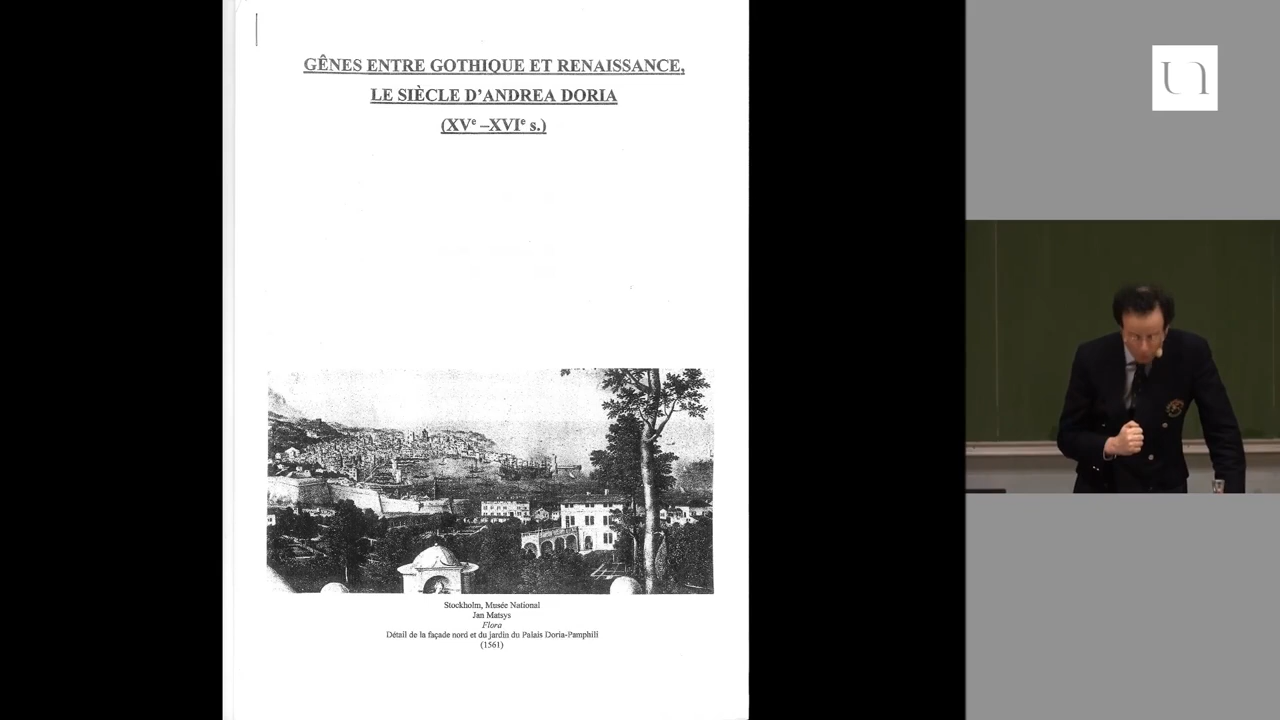 GÊNES ENTRE GOTHIQUE ET RENAISSANCE,
LE SIÈCLE D'ANDREA DORIA
(XVe –XVIe s.)
Stockholm, Musée National
Jan Matsys
Flora
Détail de la façade nord et du jardin du Palais Doria-Pamphili
(1561)